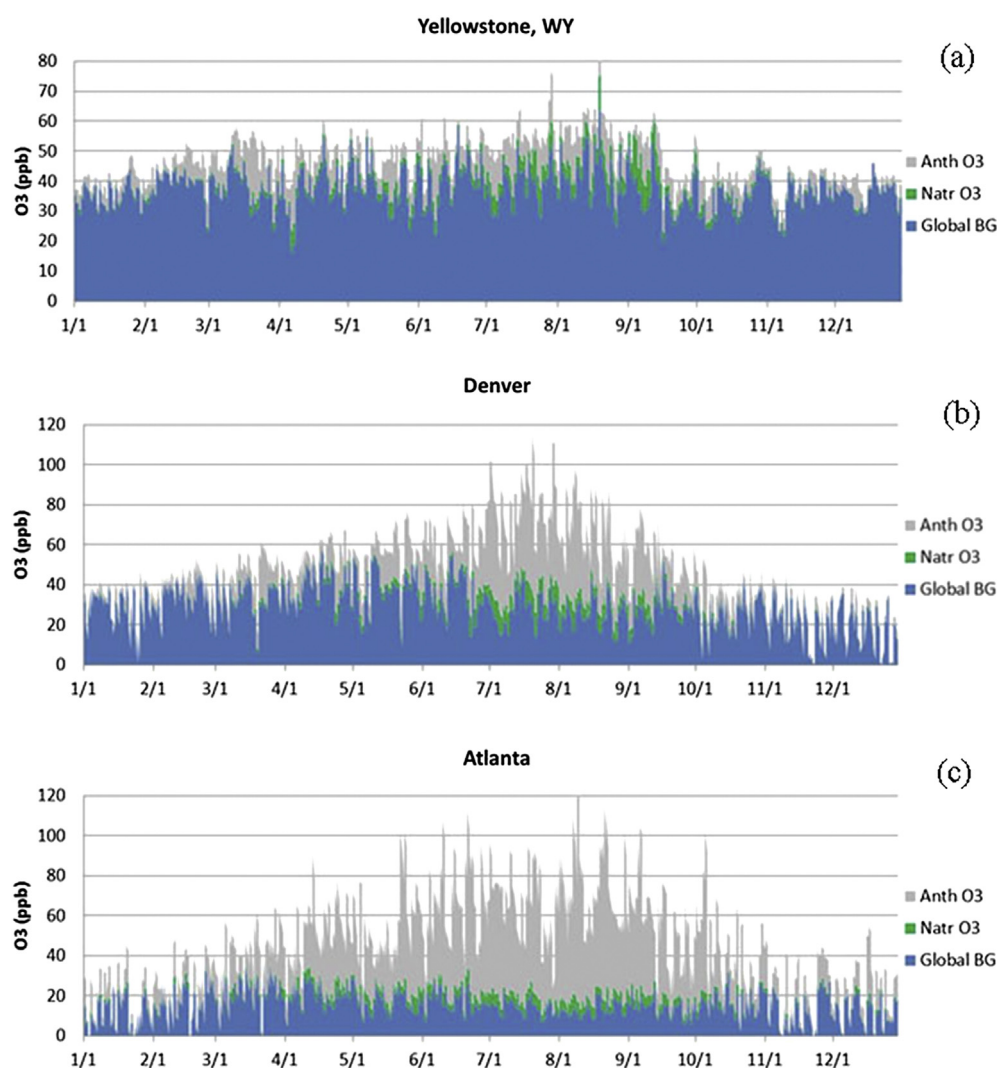 Yellowstone, WY
(a)
O3 (ppb)
80
70
60
50
40
30
20
10
0
1/1 2/1 3/1 4/1 5/1 6/1 7/1 8/1 9/1 10/1 11/1 12/1
Anth O3
Natr O3
Global BG
Denver
(b)
O3 (ppb)
120
100
80
60
40
20
0
1/1 2/1 3/1 4/1 5/1 6/1 7/1 8/1 9/1 10/1 11/1 12/1
Anth O3
Natr O3
Global BG
Atlanta
(c)
O3 (ppb)
120
100
80
60
40
20
0
1/1 2/1 3/1 4/1 5/1 6/1 7/1 8/1 9/1 10/1 11/1 12/1
Anth O3
Natr O3
Global BG